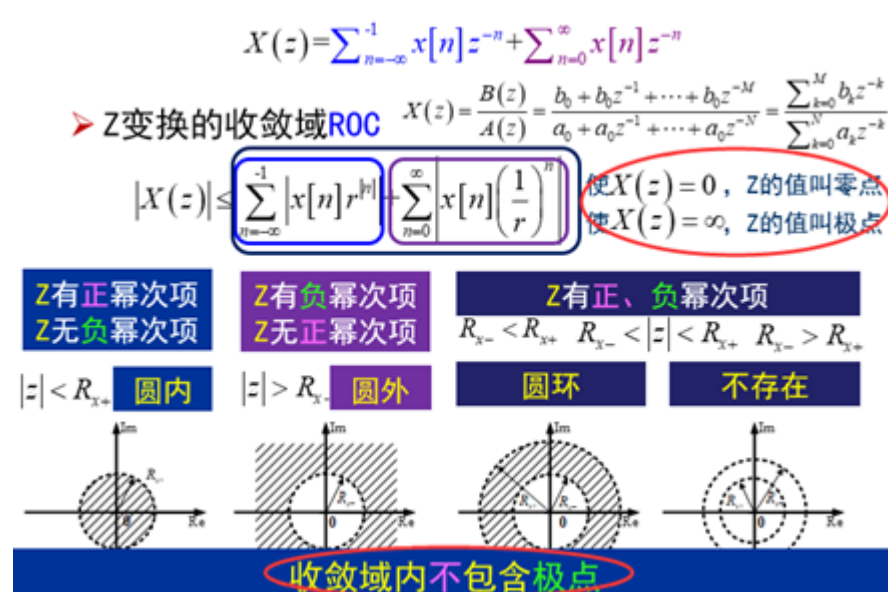 X(z)=∑_{n=-∞}^{-1} x[n]z^{-n}+∑_{n=0}^{∞} x[n]z^{-n}
➢ Z变换的收敛域ROC X(z)=B(z)/A(z)=(b_0+b_0z^{-1}+⋯+b_0z^{-M})/(a_0+a_0z^{-1}+⋯+a_0z^{-N})=∑_{k=0}^{M}b_kz^{-k}/∑_{k=0}^{N}a_kz^{-k}
|X(z)|≤∑_{n=-∞}^{-1}|x[n]r^{|n|}|+∑_{n=0}^{∞}|x[n](1/r)^n|
使X(z)=0，Z的值叫零点
使X(z)=∞，Z的值叫极点
Z有正幂次项
Z无负幂次项
Z有负幂次项
Z无正幂次项
Z有正、负幂次项
R_{x-}<R_{x+} R_{x-}<|z|<R_{x+} R_{x-}>R_{x+}
|z|<R_{x+} 圆内 |z|>R_{x-} 圆外 圆环 不存在
Im Im Im Im
0 Re 0 Re 0 Re 0 Re
收敛域内不包含极点